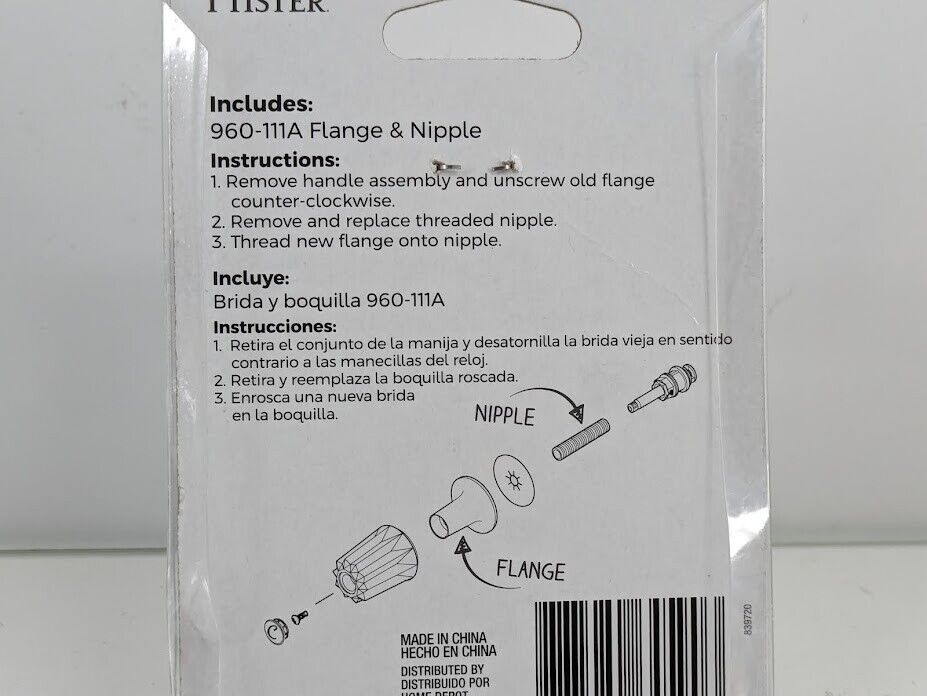 PFISTER.
Includes:
960-111A Flange & Nipple
Instructions:
1. Remove handle assembly and unscrew old flange
counter-clockwise.
2. Remove and replace threaded nipple.
3. Thread new flange onto nipple.
Incluye:
Brida y boquilla 960-111A
Instrucciones:
1. Retira el conjunto de la manija y desatornilla la brida vieja en sentido
contrario a las manecillas del reloj.
2. Retira y reemplaza la boquilla roscada.
3. Enrosca una nueva brida
en la boquilla.
NIPPLE
FLANGE
839720
MADE IN CHINA
HECHO EN CHINA
DISTRIBUTED BY
DISTRIBUIDO POR
HOME DEPOT